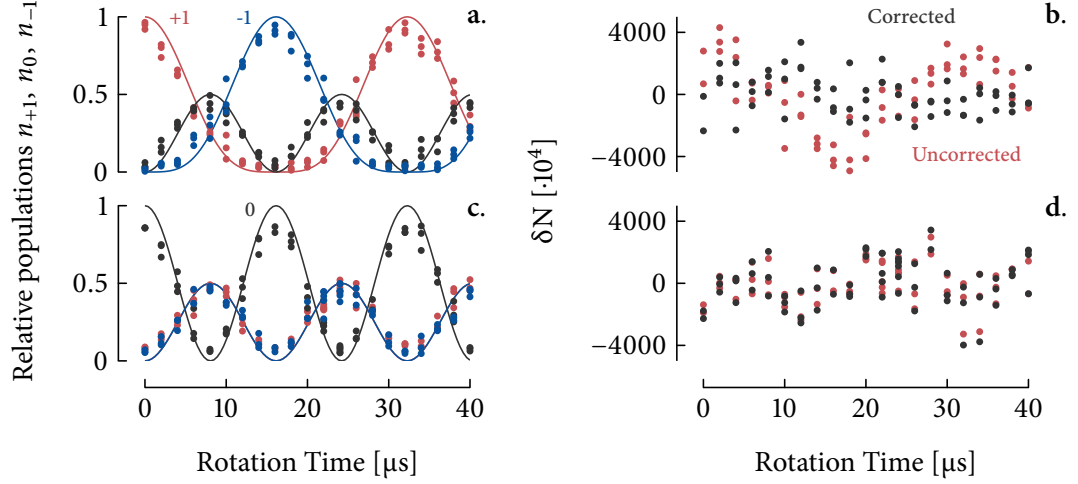 Relative populations n+1, n0, n−1
a.
+1
-1
1
0.5
0
c.
0
1
0.5
0
0 10 20 30 40
Rotation Time [μs]
δN [·10⁴]
b.
Corrected
Uncorrected
4000
0
−4000
d.
4000
0
−4000
0 10 20 30 40
Rotation Time [μs]